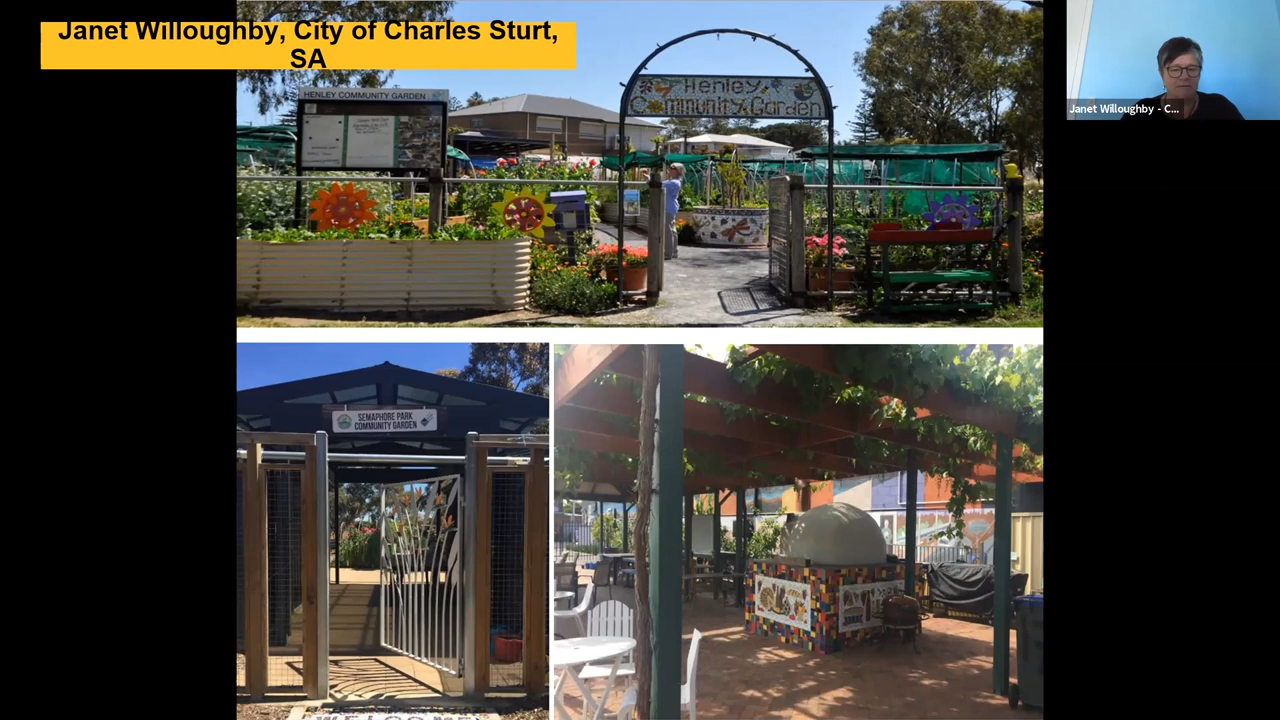 Janet Willoughby, City of Charles Sturt,
SA
Janet Willoughby - C...
HENLEY COMMUNITY GARDEN
Henley
Community Garden
SEMAPHORE PARK
COMMUNITY GARDEN
WELCOME